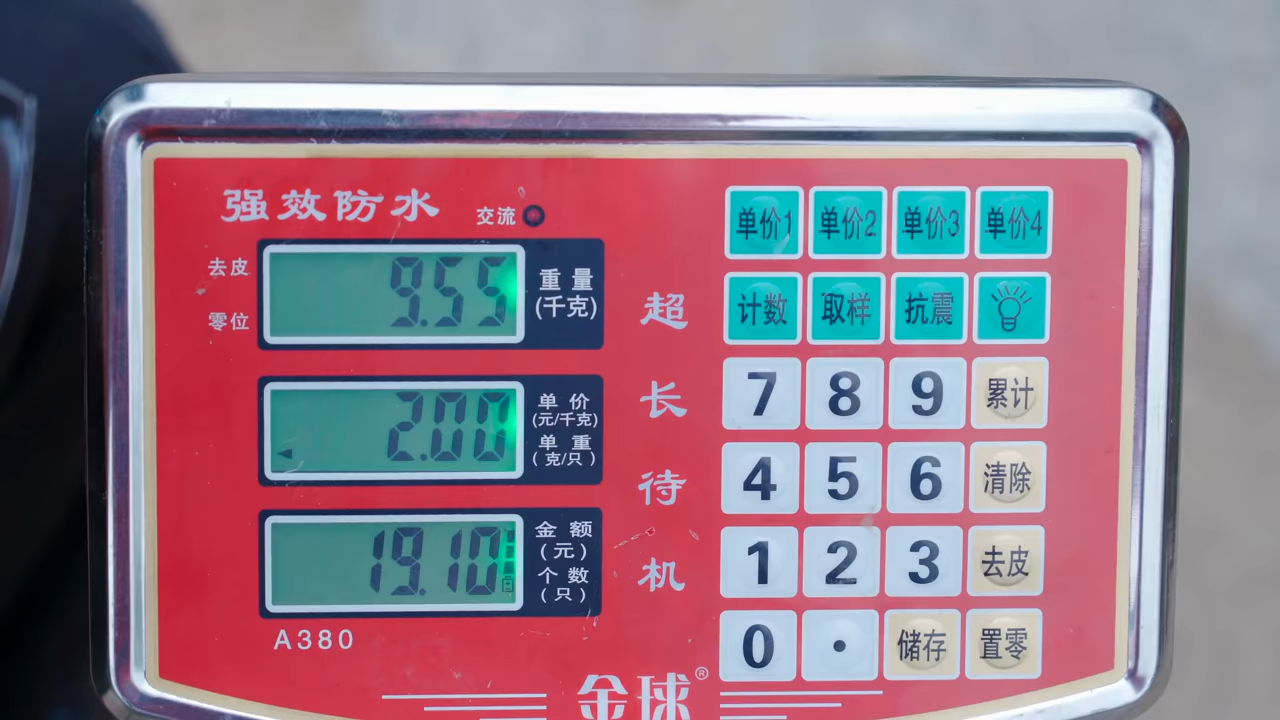 强效防水
交流
去皮
零位
9.55
重量
(千克)
2.00
单价
(元/千克)
单重
(克/只)
19.10
金额
(元)
个数
(只)
A380
超
长
待
机
单价1 单价2 单价3 单价4
计数 取样 抗震
7 8 9 累计
4 5 6 清除
1 2 3 去皮
0 · 储存 置零
金球®